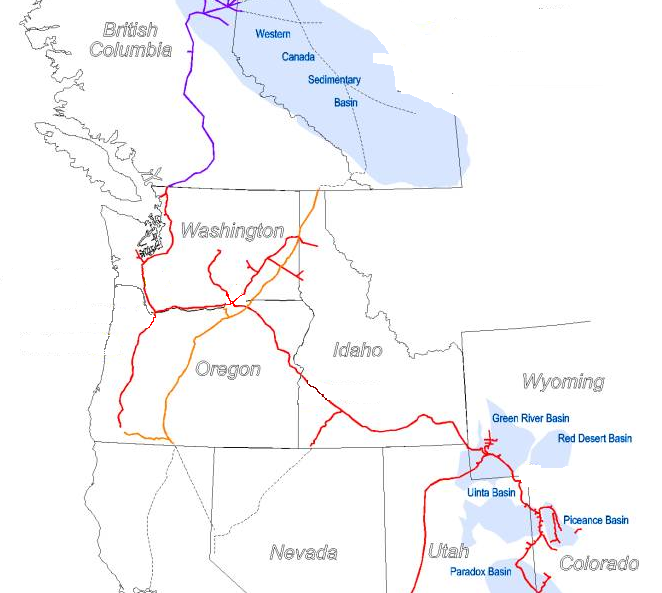 British
Columbia
Western
Canada
Sedimentary
Basin
Washington
Oregon
Idaho
Wyoming
Green River Basin
Red Desert Basin
Uinta Basin
Piceance Basin
Nevada
Utah
Colorado
Paradox Basin